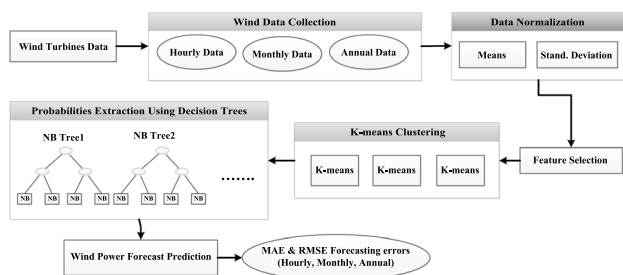 Wind Data Collection
Data Normalization
Wind Turbines Data
Hourly Data
Monthly Data
Annual Data
Means
Stand. Deviation
Probabilities Extraction Using Decision Trees
NB Tree1
NB Tree2
.......
NB
NB
NB
NB
NB
NB
NB
NB
K-means Clustering
K-means
K-means
K-means
Feature Selection
Wind Power Forecast Prediction
MAE & RMSE Forecasting errors
(Hourly, Monthly, Annual)